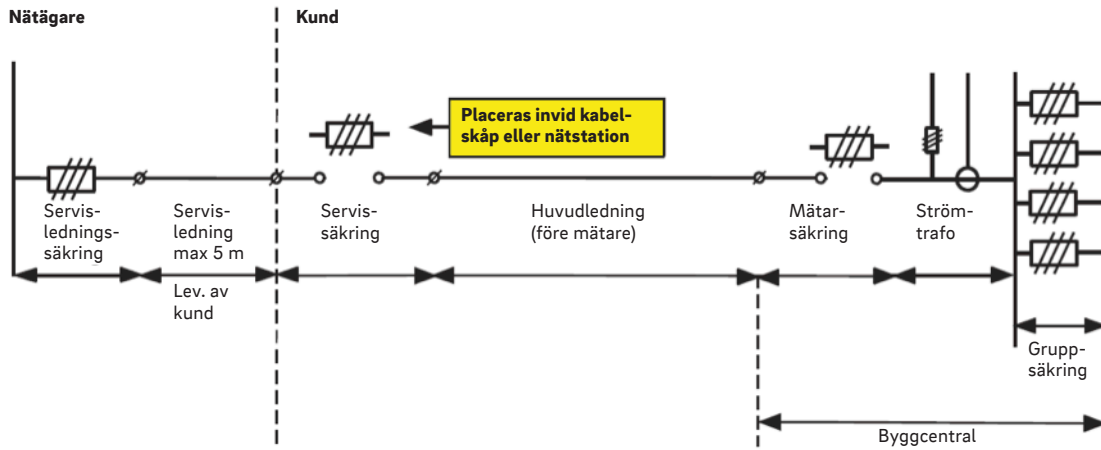 Nätägare
Kund
Placeras invid kabel-
skåp eller nätstation
Servis-
lednings-
säkring
Servis-
ledning
max 5 m
Servis-
säkring
Huvudledning
(före mätare)
Mätar-
säkring
Ström-
trafo
Lev. av
kund
Grupp-
säkring
Byggcentral